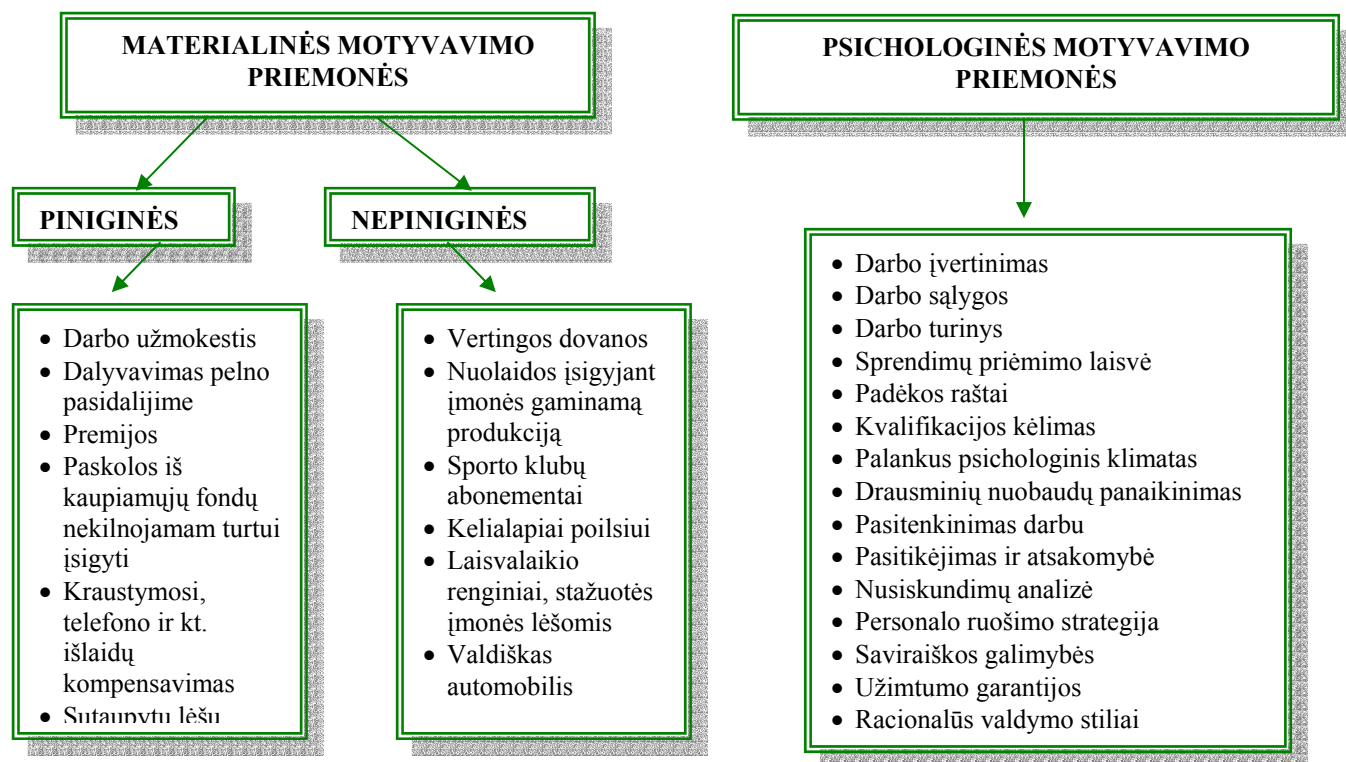 MATERIALINĖS MOTYVAVIMO
PRIEMONĖS
PSICHOLOGINĖS MOTYVAVIMO
PRIEMONĖS
PINIGINĖS
NEPINIGINĖS
• Darbo užmokestis
• Dalyvavimas pelno
pasidalijime
• Premijos
• Paskolos iš
kaupiamųjų fondų
nekilnojamam turtui
įsigyti
• Kraustymosi,
telefono ir kt.
išlaidų
kompensavimas
• Sutaupytų lėšų
• Vertingos dovanos
• Nuolaidos įsigyjant
įmonės gaminamą
produkciją
• Sporto klubų
abonementai
• Kelialapiai poilsiui
• Laisvalaikio
renginiai, stažuotės
įmonės lėšomis
• Valdiškas
automobilis
• Darbo įvertinimas
• Darbo sąlygos
• Darbo turinys
• Sprendimų priėmimo laisvė
• Padėkos raštai
• Kvalifikacijos kėlimas
• Palankus psichologinis klimatas
• Drausminių nuobaudų panaikinimas
• Pasitenkinimas darbu
• Pasitikėjimas ir atsakomybė
• Nusiskundimų analizė
• Personalo ruošimo strategija
• Saviraiškos galimybės
• Užimtumo garantijos
• Racionalūs valdymo stiliai